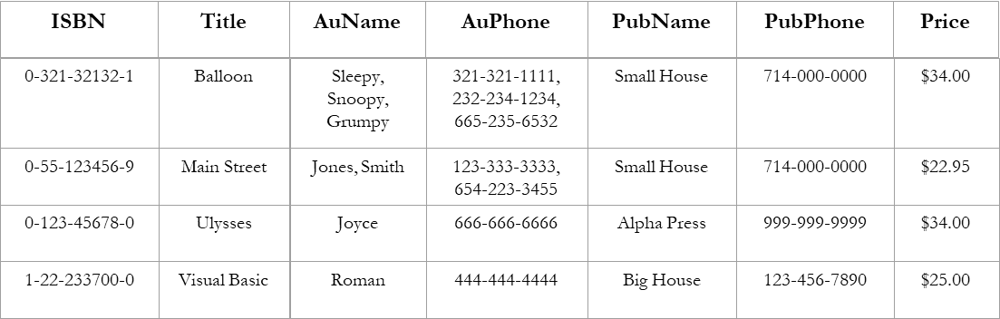 ISBN Title AuName AuPhone PubName PubPhone Price
0-321-32132-1 Balloon Sleepy, 321-321-1111, Small House 714-000-0000 $34.00
Snoopy, 232-234-1234,
Grumpy 665-235-6532
0-55-123456-9 Main Street Jones, Smith 123-333-3333, Small House 714-000-0000 $22.95
654-223-3455
0-123-45678-0 Ulysses Joyce 666-666-6666 Alpha Press 999-999-9999 $34.00
1-22-233700-0 Visual Basic Roman 444-444-4444 Big House 123-456-7890 $25.00